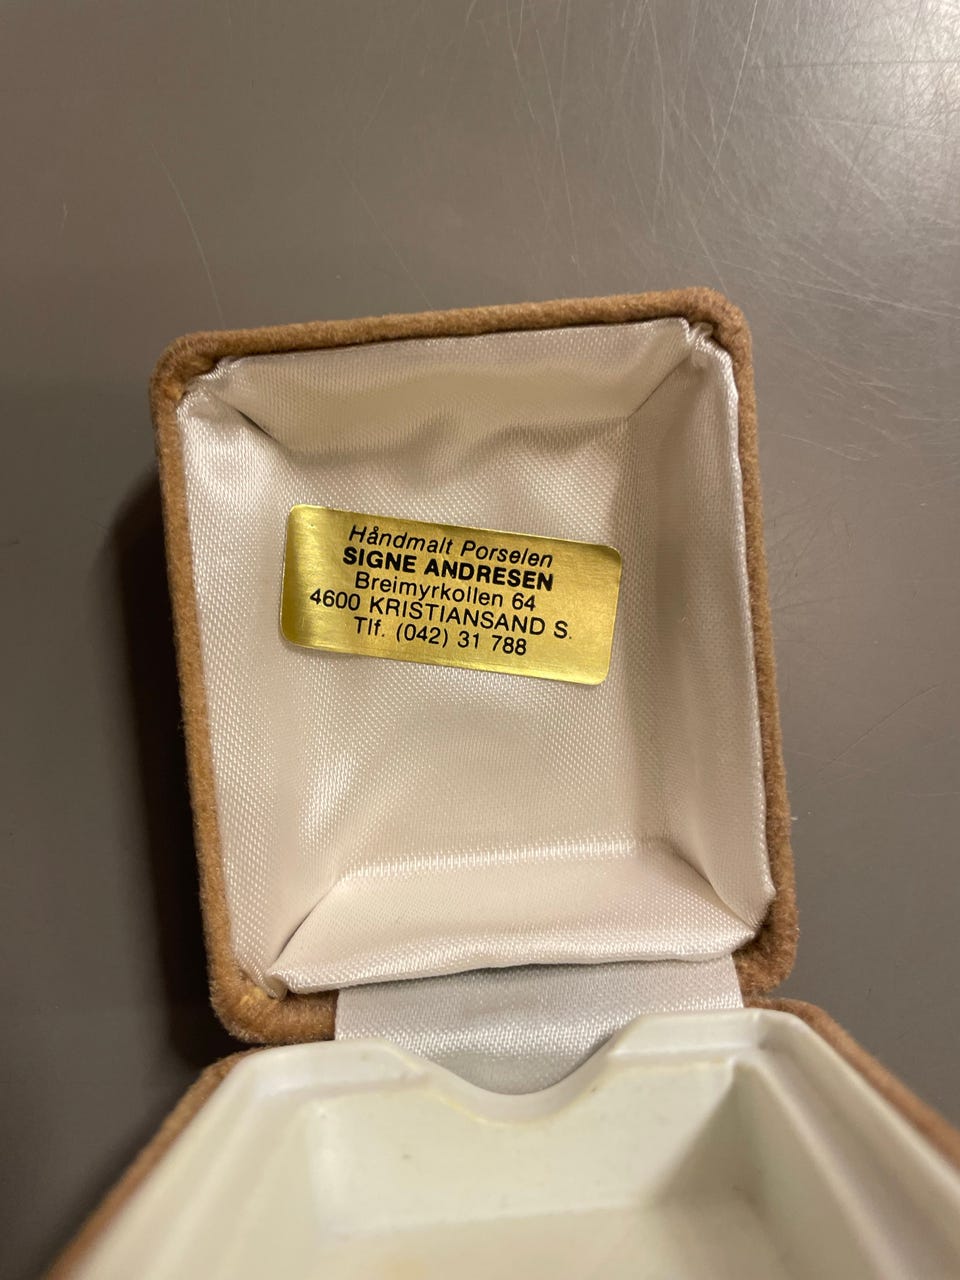 Håndmalt Porselen
SIGNE ANDRESEN
Breimyrkollen 64
4600 KRISTIANSAND S.
Tlf. (042) 31 788